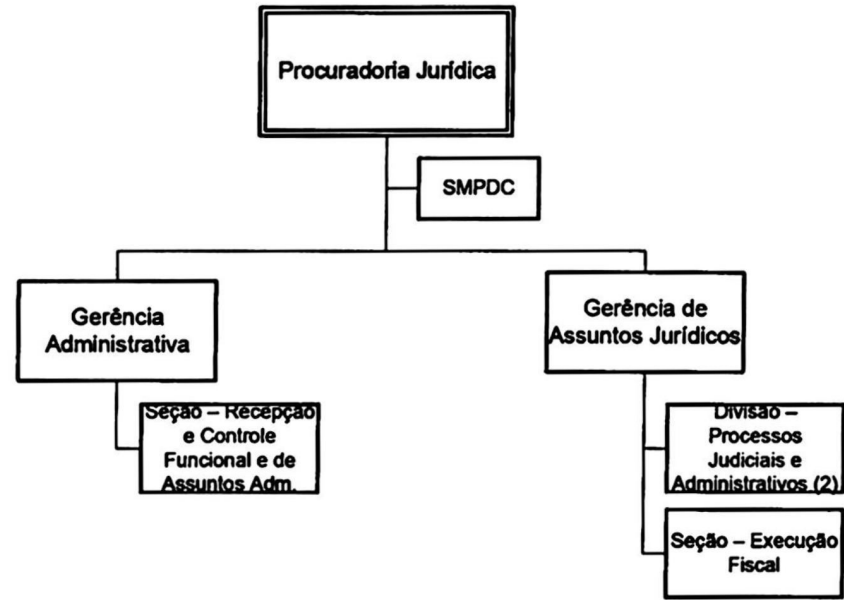 Procuradoria Jurídica
SMPDC
Gerência
Administrativa
Gerência de
Assuntos Jurídicos
Seção – Recepção
e Controle
Funcional e de
Assuntos Adm.
Divisão –
Processos
Judiciais e
Administrativos (2)
Seção – Execução
Fiscal